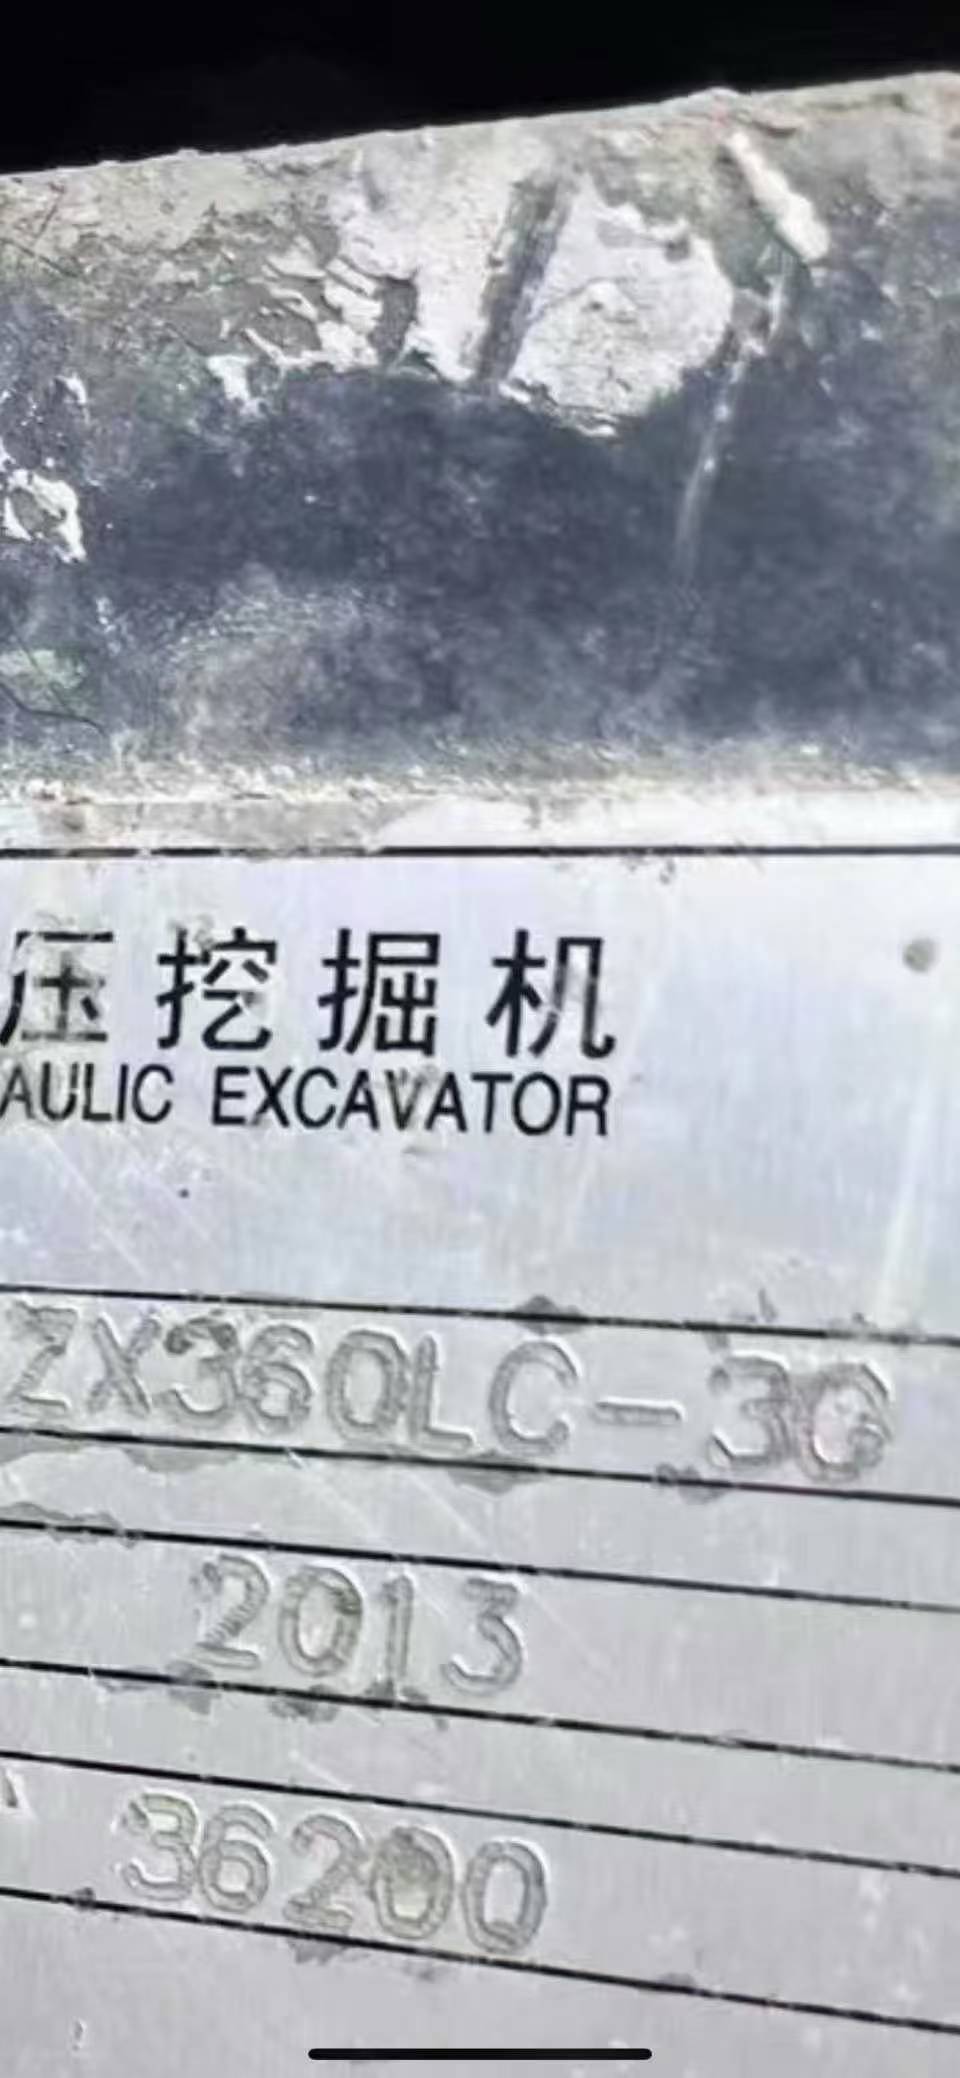 压挖掘机
AULIC EXCAVATOR
ZX360LC-3G
2013
36200